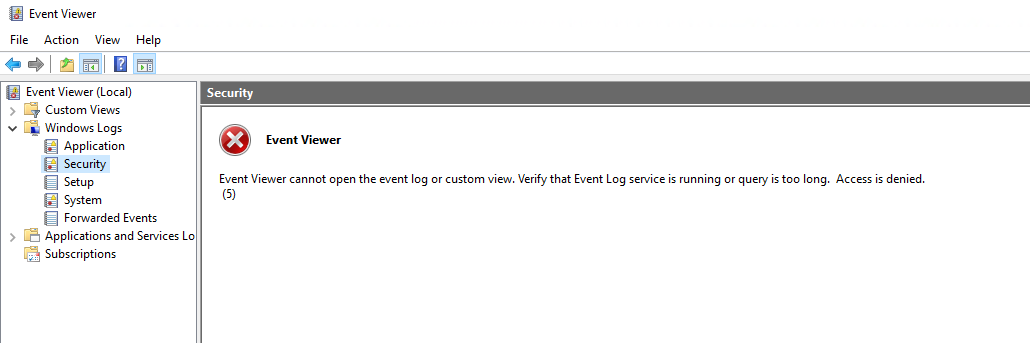 Event Viewer
File Action View Help
Event Viewer (Local)
Custom Views
Windows Logs
Application
Security
Setup
System
Forwarded Events
Applications and Services Lo
Subscriptions
Security
Event Viewer
Event Viewer cannot open the event log or custom view. Verify that Event Log service is running or query is too long.  Access is denied.
(5)